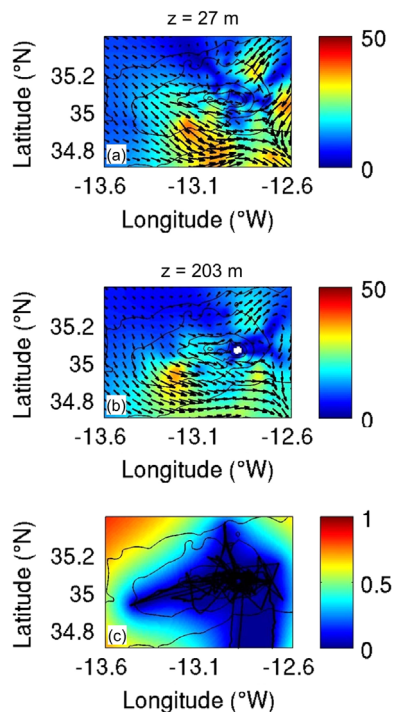 z = 27 m
Latitude (°N)
35.2
35
34.8
(a)
-13.6
-13.1
-12.6
Longitude (°W)
50
0
z = 203 m
Latitude (°N)
35.2
35
34.8
(b)
-13.6
-13.1
-12.6
Longitude (°W)
50
0
Latitude (°N)
35.2
35
34.8
(c)
-13.6
-13.1
-12.6
Longitude (°W)
1
0.5
0